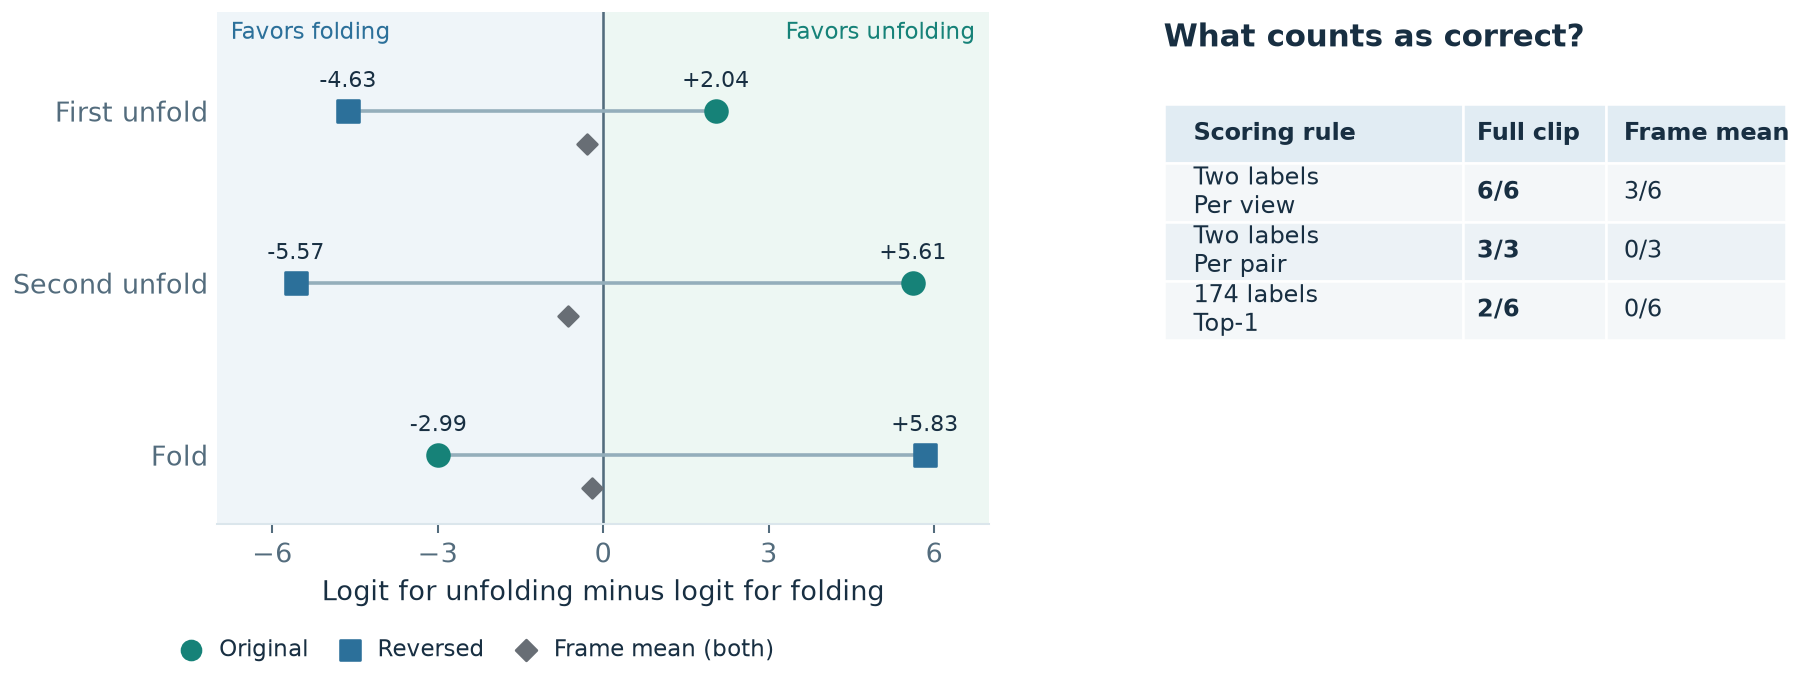 Favors folding
Favors unfolding
-4.63
+2.04
First unfold
-5.57
+5.61
Second unfold
-2.99
+5.83
Fold
−6
−3
0
3
6
Logit for unfolding minus logit for folding
Original
Reversed
Frame mean (both)
What counts as correct?
Scoring rule
Full clip
Frame mean
Two labels
Per view
6/6
3/6
Two labels
Per pair
3/3
0/3
174 labels
Top-1
2/6
0/6